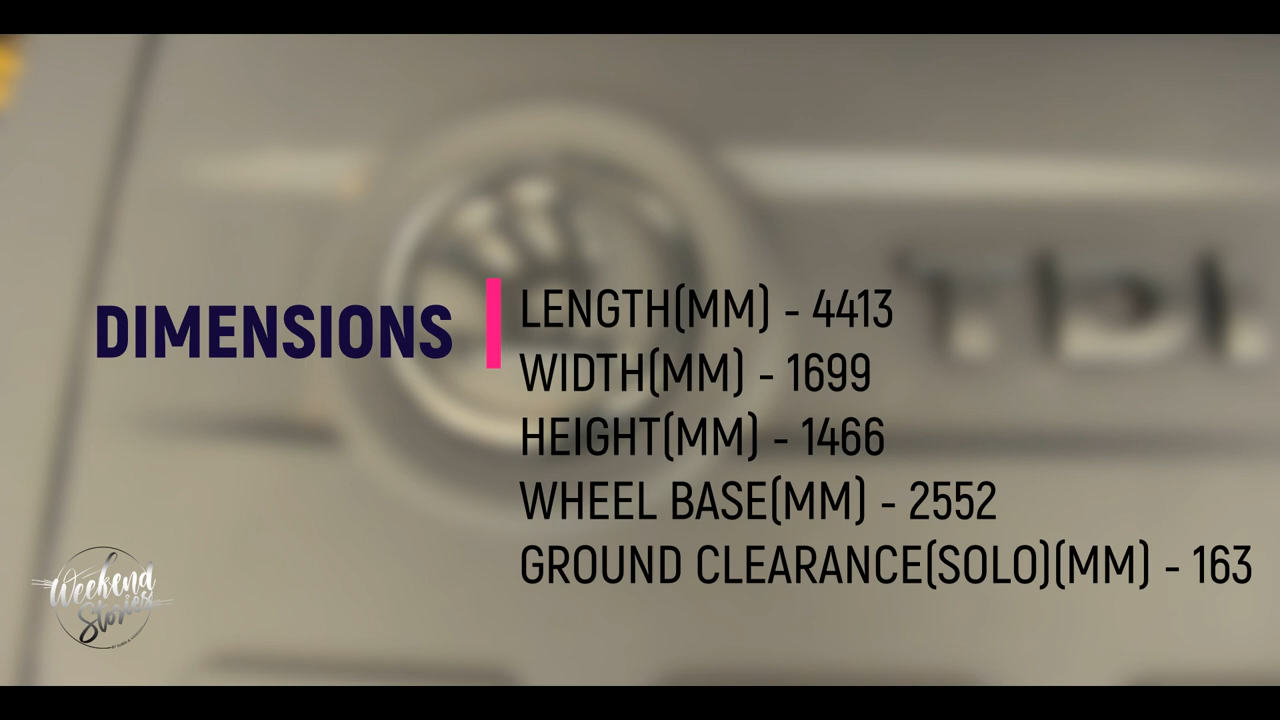 DIMENSIONS
LENGTH(MM) - 4413
WIDTH(MM) - 1699
HEIGHT(MM) - 1466
WHEEL BASE(MM) - 2552
GROUND CLEARANCE(SOLO)(MM) - 163
TDI.
Weekend
Stories